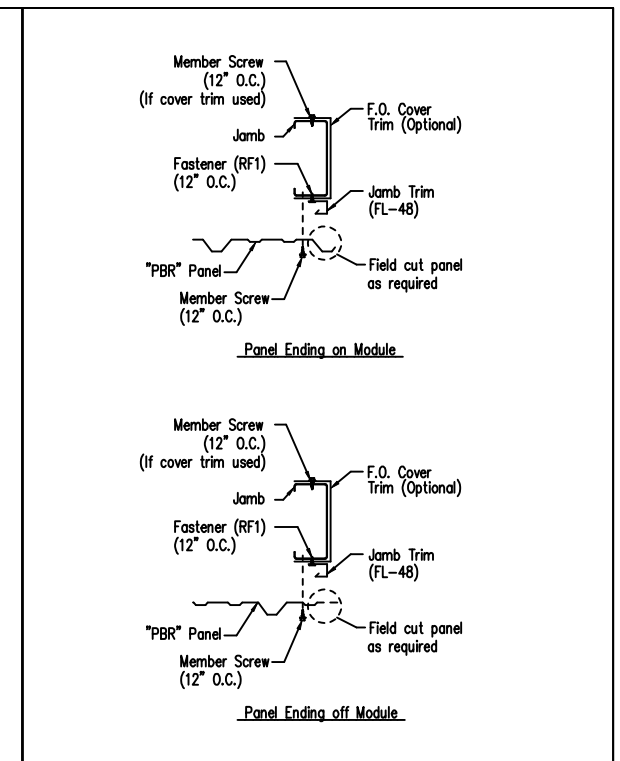 Member Screw
(12" O.C.)
(If cover trim used)
F.O. Cover
Trim (Optional)
Jamb
Fastener (RF1)
(12" O.C.)
Jamb Trim
(FL-48)
"PBR" Panel
Field cut panel
as required
Member Screw
(12" O.C.)
Panel Ending on Module
Member Screw
(12" O.C.)
(If cover trim used)
F.O. Cover
Trim (Optional)
Jamb
Fastener (RF1)
(12" O.C.)
Jamb Trim
(FL-48)
"PBR" Panel
Field cut panel
as required
Member Screw
(12" O.C.)
Panel Ending off Module